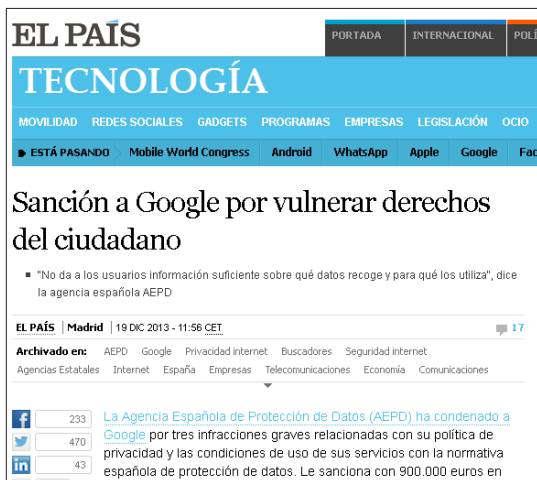 EL PAÍS
PORTADA INTERNACIONAL POLÍ
TECNOLOGÍA
MOVILIDAD REDES SOCIALES GADGETS PROGRAMAS EMPRESAS LEGISLACIÓN OCIO
ESTÁ PASANDO Mobile World Congress Android WhatsApp Apple Google Fac
Sanción a Google por vulnerar derechos
del ciudadano
"No da a los usuarios información suficiente sobre qué datos recoge y para qué los utiliza", dice
la agencia española AEPD
EL PAÍS | Madrid | 19 DIC 2013 - 11:56 CET 17
Archivado en: AEPD Google Privacidad internet Buscadores Seguridad internet
Agencias Estatales Internet España Empresas Telecomunicaciones Economía Comunicaciones
f 233 La Agencia Española de Protección de Datos (AEPD) ha condenado a
470 Google por tres infracciones graves relacionadas con su política de
in 43 privacidad y las condiciones de uso de sus servicios con la normativa
española de protección de datos. Le sanciona con 900.000 euros en